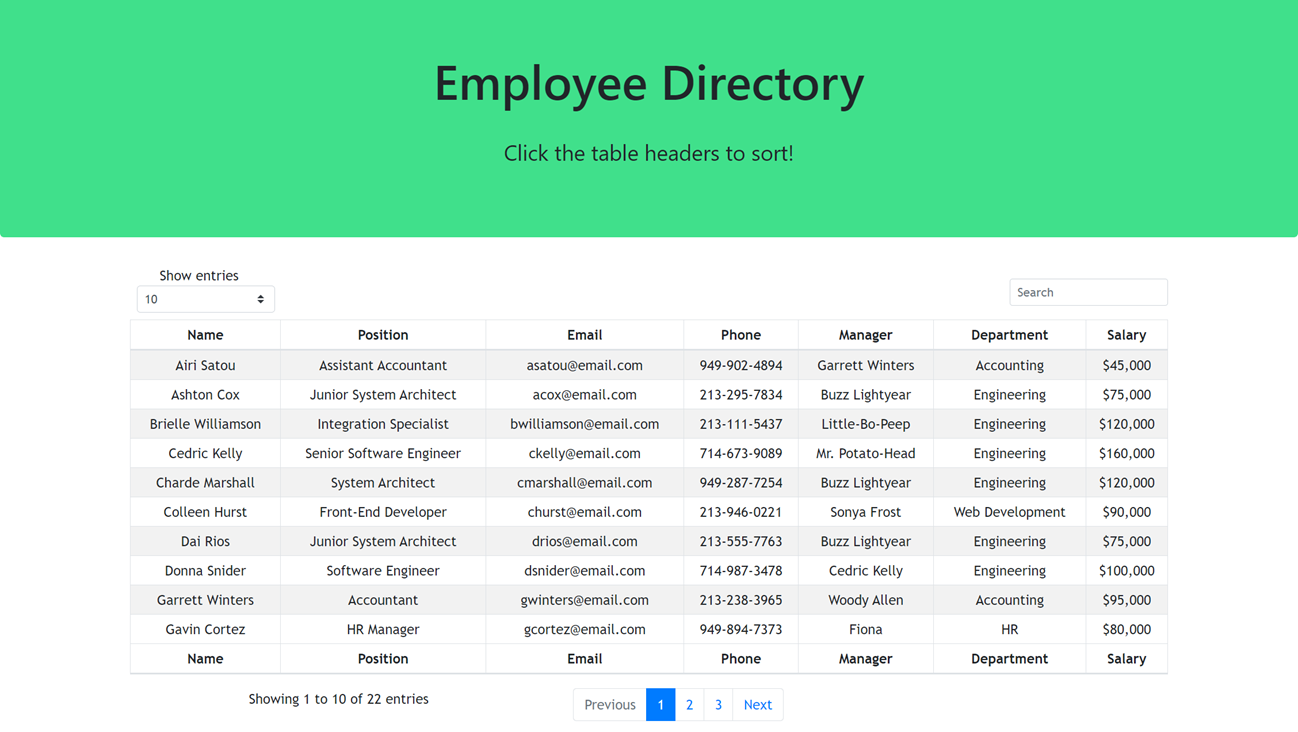 Employee Directory
Click the table headers to sort!
Show entries
10
Search
Name Position Email Phone Manager Department Salary
Airi Satou Assistant Accountant asatou@email.com 949-902-4894 Garrett Winters Accounting $45,000
Ashton Cox Junior System Architect acox@email.com 213-295-7834 Buzz Lightyear Engineering $75,000
Brielle Williamson Integration Specialist bwilliamson@email.com 213-111-5437 Little-Bo-Peep Engineering $120,000
Cedric Kelly Senior Software Engineer ckelly@email.com 714-673-9089 Mr. Potato-Head Engineering $160,000
Charde Marshall System Architect cmarshall@email.com 949-287-7254 Buzz Lightyear Engineering $120,000
Colleen Hurst Front-End Developer churst@email.com 213-946-0221 Sonya Frost Web Development $90,000
Dai Rios Junior System Architect drios@email.com 213-555-7763 Buzz Lightyear Engineering $75,000
Donna Snider Software Engineer dsnider@email.com 714-987-3478 Cedric Kelly Engineering $100,000
Garrett Winters Accountant gwinters@email.com 213-238-3965 Woody Allen Accounting $95,000
Gavin Cortez HR Manager gcortez@email.com 949-894-7373 Fiona HR $80,000
Name Position Email Phone Manager Department Salary
Showing 1 to 10 of 22 entries
Previous 1 2 3 Next